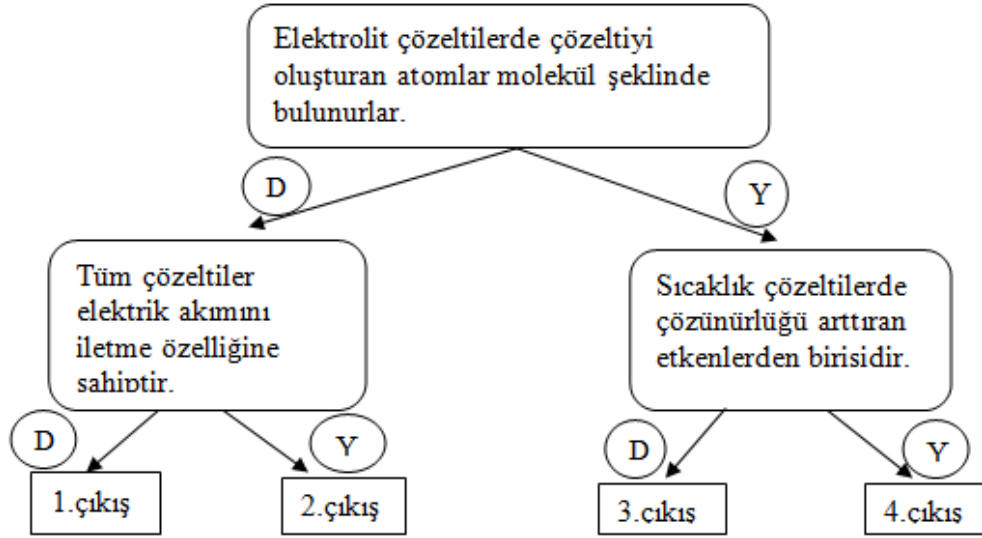 Elektrolit çözeltilerde çözeltiyi
oluşturan atomlar molekül şeklinde
bulunurlar.
D
Y
Tüm çözeltiler
elektrik akımını
iletme özelliğine
sahiptir.
Sıcaklık çözeltilerde
çözünürlüğü arttıran
etkenlerden birisidir.
D
Y
D
Y
1.çıkış
2.çıkış
3.çıkış
4.çıkış